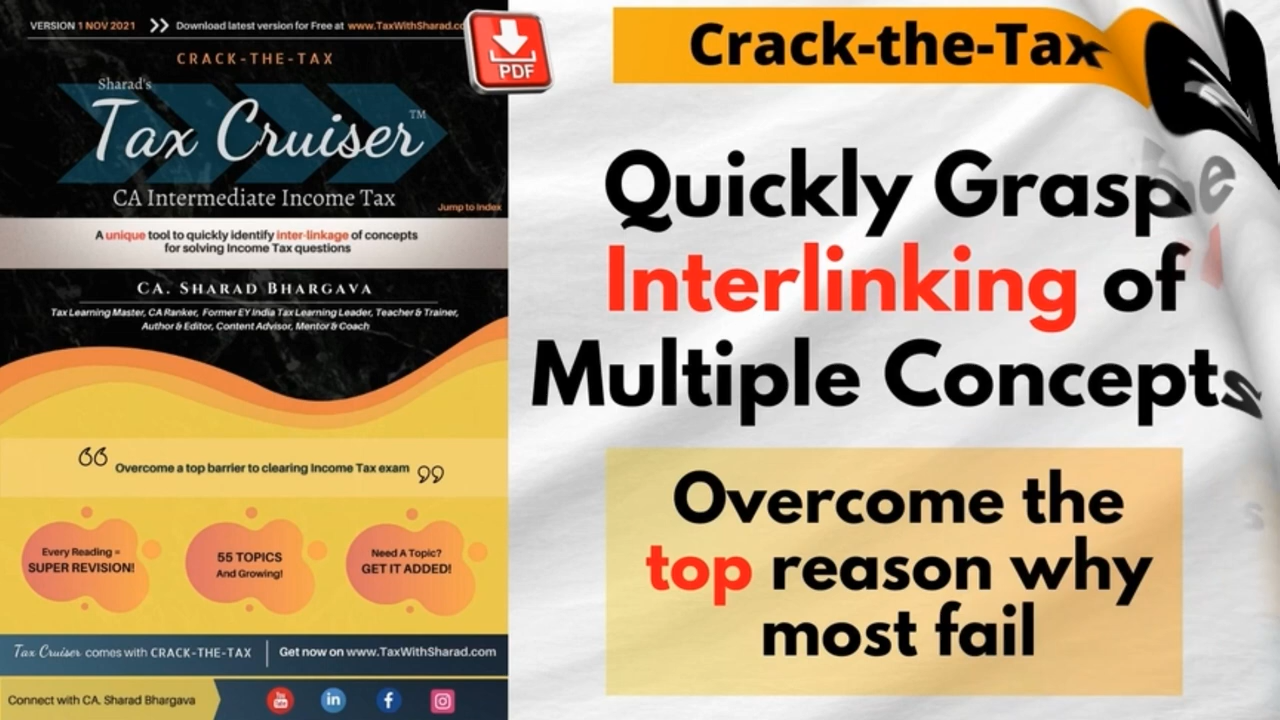 VERSION 1 NOV 2021 Download latest version for Free at www.TaxWithSharad.co
PDF
CRACK-THE-TAX
Sharad's
Tax Cruiser™
CA Intermediate Income Tax
Jump to Index
A unique tool to quickly identify inter-linkage of concepts
for solving Income Tax questions
CA. SHARAD BHARGAVA
Tax Learning Master, CA Ranker, Former EY India Tax Learning Leader, Teacher & Trainer,
Author & Editor, Content Advisor, Mentor & Coach
Overcome a top barrier to clearing Income Tax exam
Every Reading =
SUPER REVISION!
55 TOPICS
And Growing!
Need A Topic?
GET IT ADDED!
Tax Cruiser comes with CRACK-THE-TAX
Get now on www.TaxWithSharad.com
Connect with CA. Sharad Bhargava
You Tube
in
f
Crack-the-Tax
Quickly Grasp
Interlinking of
Multiple Concepts
Overcome the
top reason why
most fail